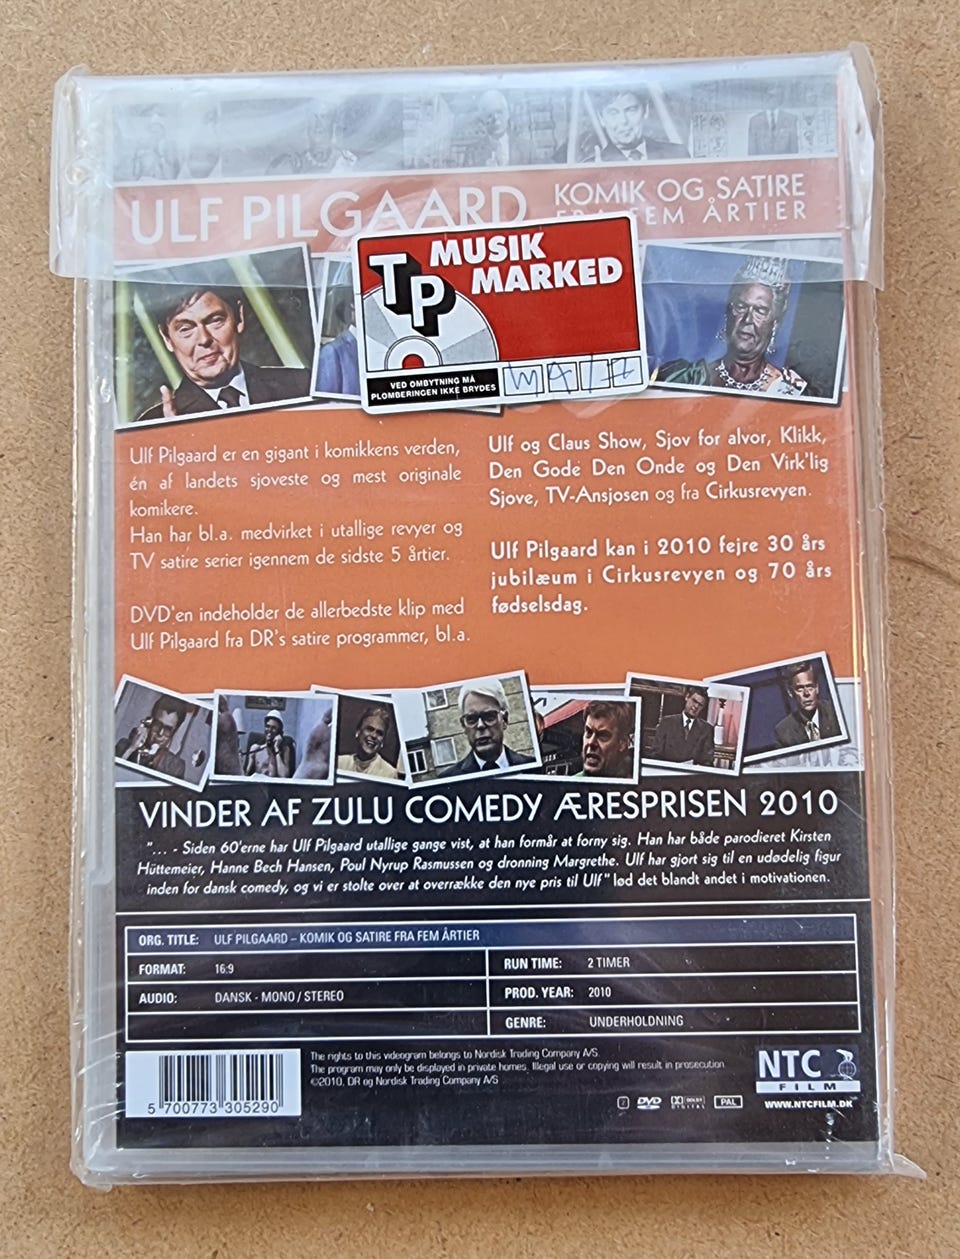 ULF PILGAARD
KOMIK OG SATIRE
FRA FEM ÅRTIER
TP MUSIK
MARKED
VED OMBYTNING MÅ
PLOMBERINGEN IKKE BRYDES
Ulf Pilgaard er en gigant i komikkens verden,
én af landets sjoveste og mest originale
komikere.
Han har bl.a. medvirket i utallige revyer og
TV satire serier igennem de sidste 5 årtier.
DVD'en indeholder de allerbedste klip med
Ulf Pilgaard fra DR's satire programmer, bl.a.
Ulf og Claus Show, Sjov for alvor, Klikk,
Den Gode Den Onde og Den Virk'lig
Sjove, TV-Ansjosen og fra Cirkusrevyen.
Ulf Pilgaard kan i 2010 fejre 30 års
jubilæum i Cirkusrevyen og 70 års
fødselsdag.
VINDER AF ZULU COMEDY ÆRESPRISEN 2010
"... - Siden 60'erne har Ulf Pilgaard utallige gange vist, at han formår at forny sig. Han har både parodieret Kirsten
Hüttemeier, Hanne Bech Hansen, Poul Nyrup Rasmussen og dronning Margrethe. Ulf har gjort sig til en udødelig figur
inden for dansk comedy, og vi er stolte over at overrække den nye pris til Ulf" lød det blandt andet i motivationen.
ORG. TITLE: ULF PILGAARD – KOMIK OG SATIRE FRA FEM ÅRTIER
FORMAT: 16:9
RUN TIME: 2 TIMER
AUDIO: DANSK - MONO / STEREO
PROD. YEAR: 2010
GENRE: UNDERHOLDNING
5 700773 305290
The rights to this videogram belongs to Nordisk Trading Company A/S.
The program may only be displayed in private homes. Illegal use or copying will result in prosecution.
©2010. DR og Nordisk Trading Company A/S
DVD
DOLBY
DIGITAL
PAL
NTC
FILM
WWW.NTCFILM.DK